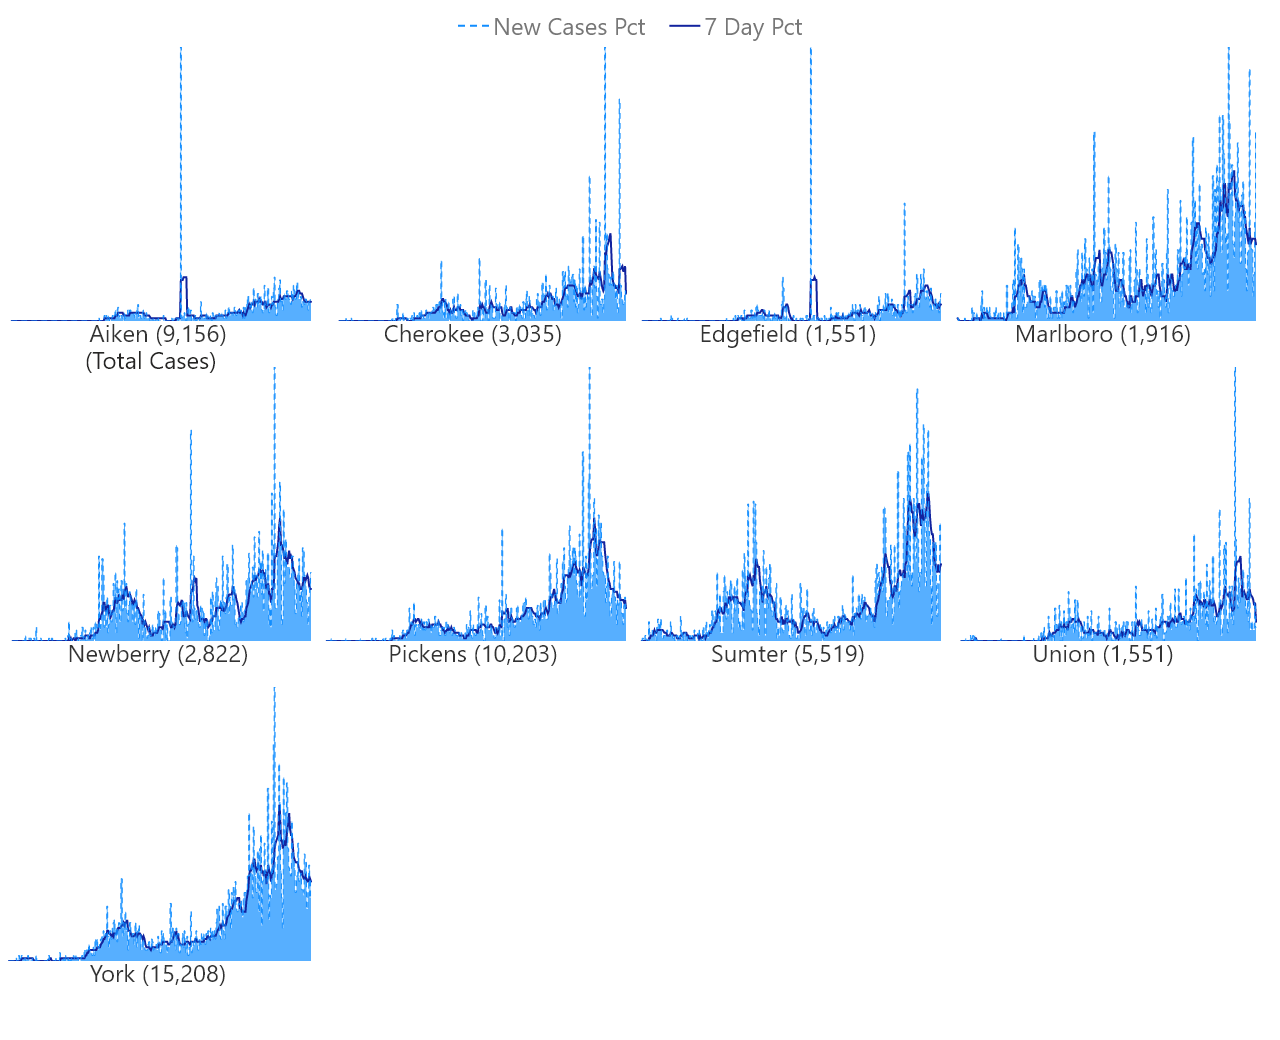 New Cases Pct 7 Day Pct
Aiken (9,156) Cherokee (3,035) Edgefield (1,551) Marlboro (1,916)
(Total Cases)
Newberry (2,822) Pickens (10,203) Sumter (5,519) Union (1,551)
York (15,208)